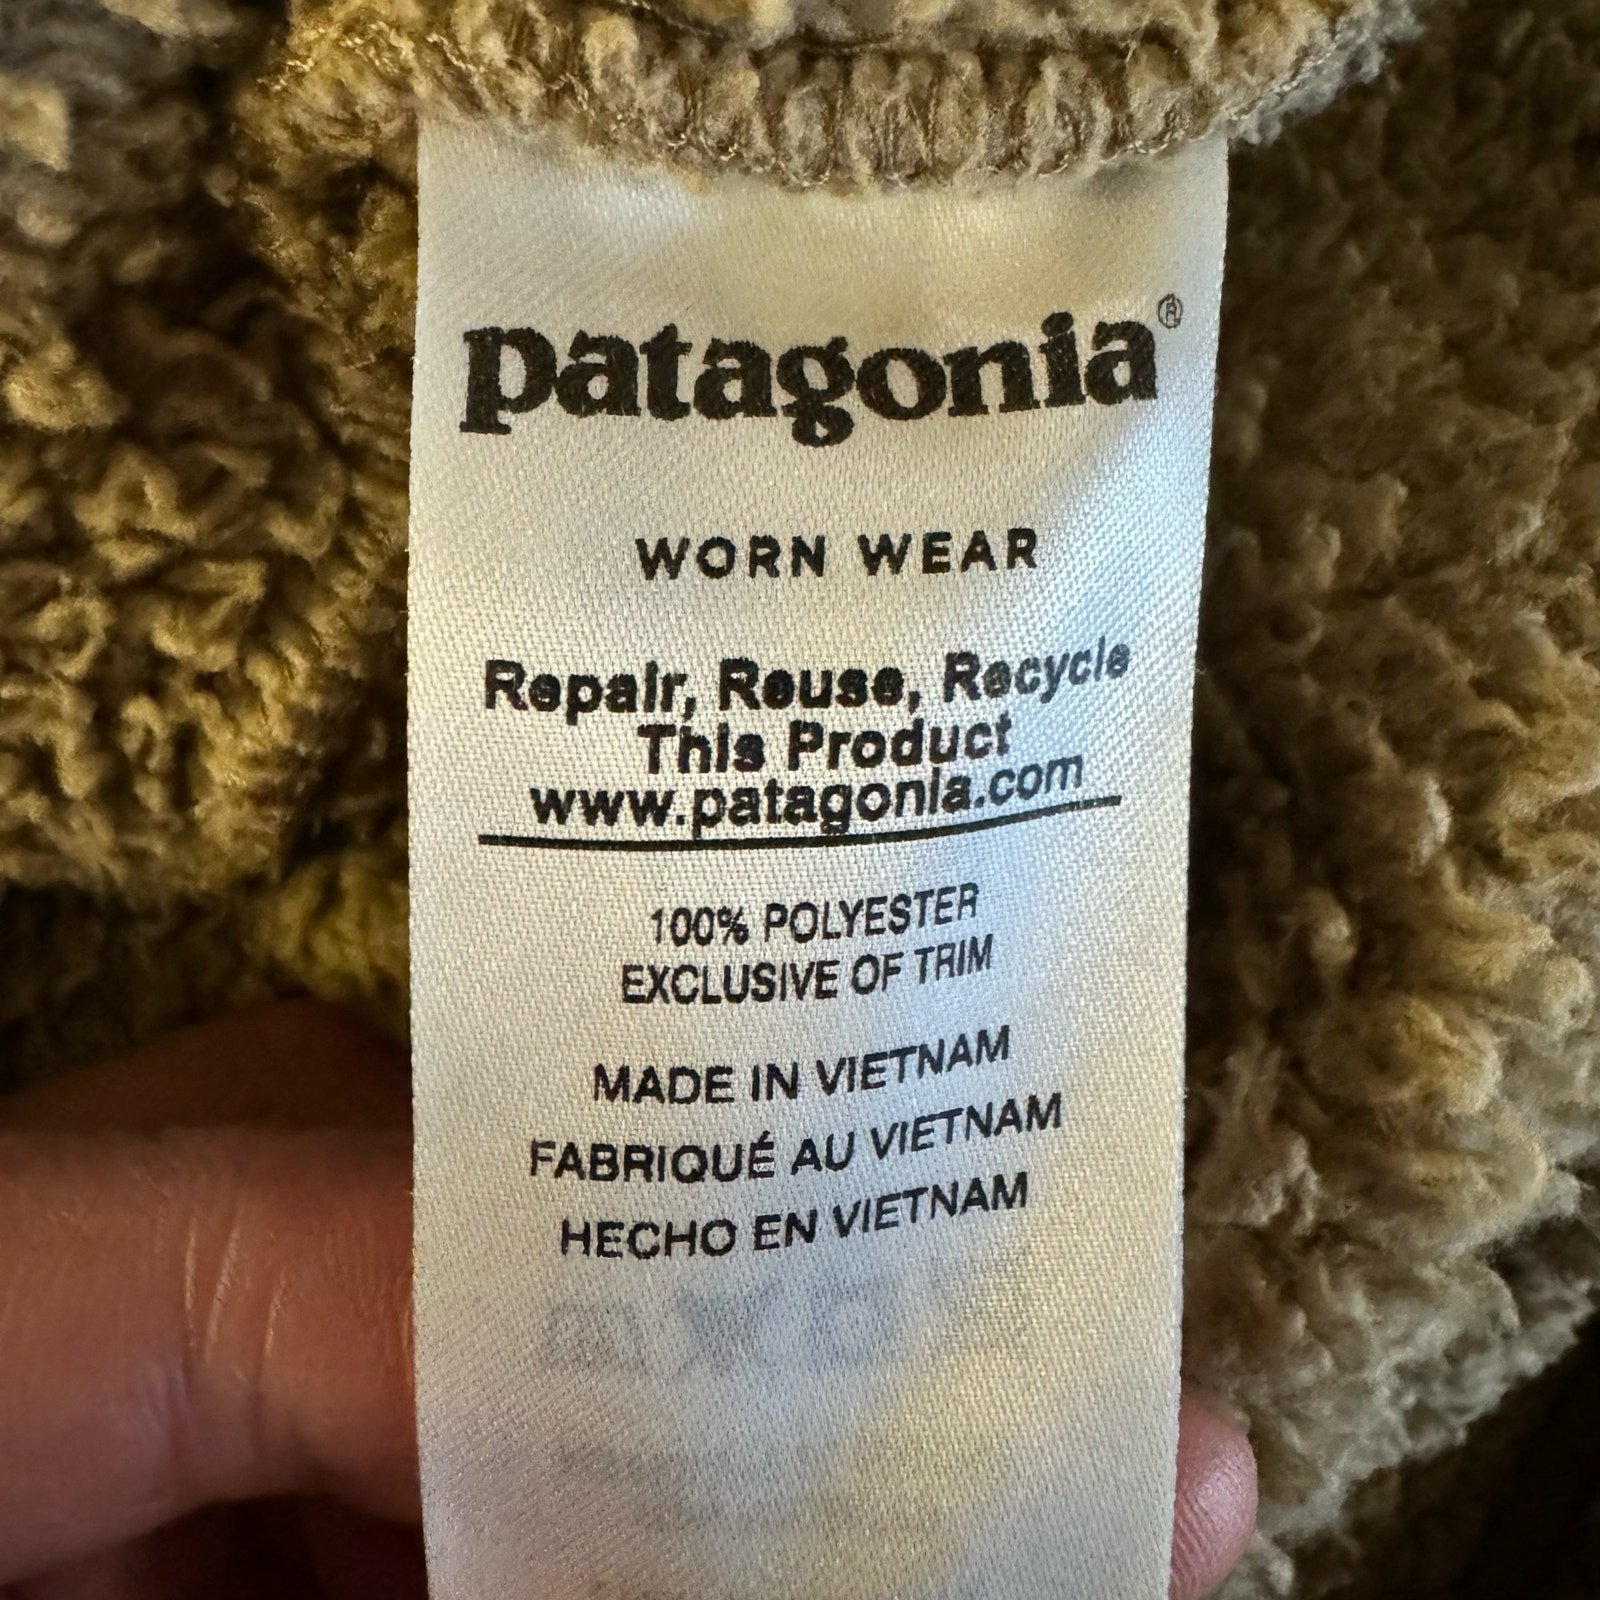 patagonia®
WORN WEAR
Repair, Reuse, Recycle
This Product
www.patagonia.com
100% POLYESTER
EXCLUSIVE OF TRIM
MADE IN VIETNAM
FABRIQUÉ AU VIETNAM
HECHO EN VIETNAM